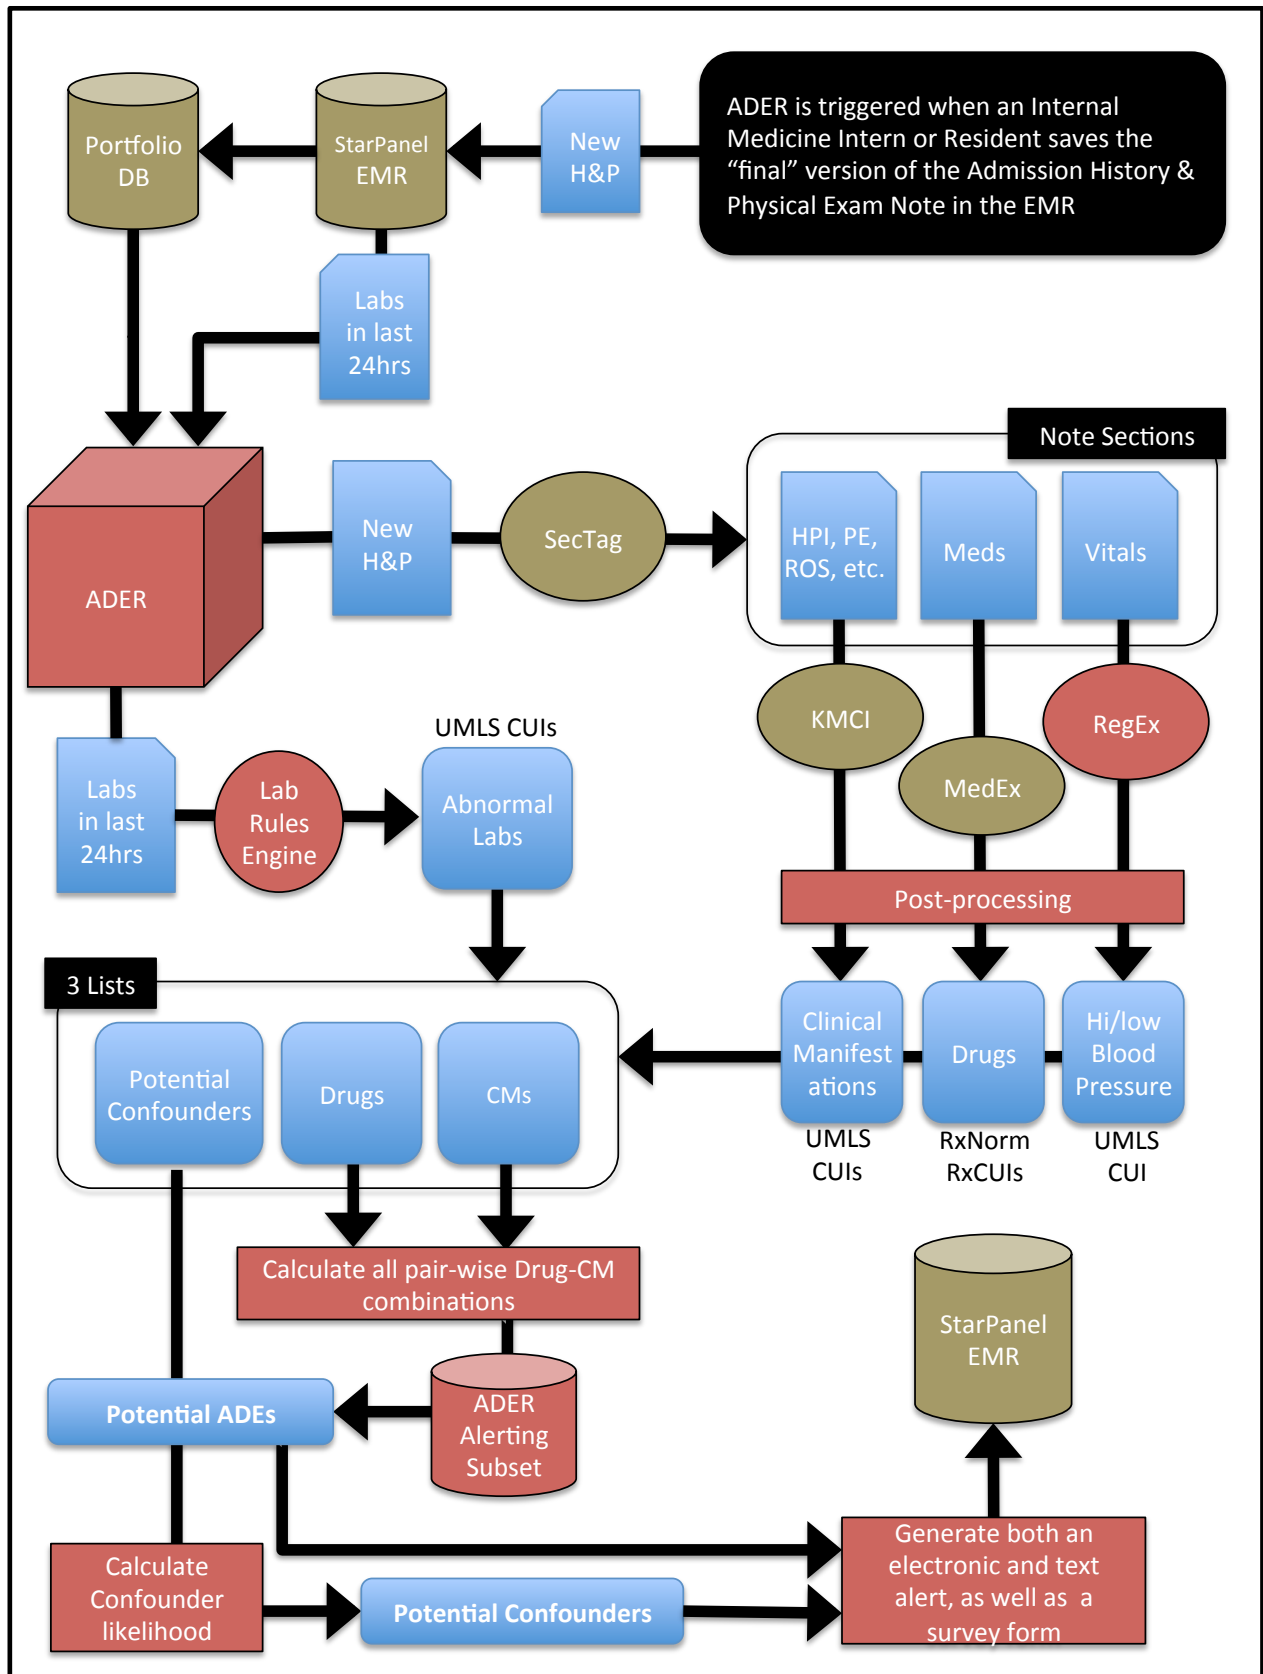 Portfolio
DB
StarPanel
EMR
New
H&P
ADER is triggered when an Internal
Medicine Intern or Resident saves the
“final” version of the Admission History &
Physical Exam Note in the EMR
Labs
in last
24hrs
Note Sections
ADER
New
H&P
SecTag
HPI, PE,
ROS, etc.
Meds
Vitals
KMCI
MedEx
RegEx
UMLS CUIs
Labs
in last
24hrs
Lab
Rules
Engine
Abnormal
Labs
Post-processing
3 Lists
Potential
Confounders
Drugs
CMs
Clinical
Manifest
ations
Drugs
Hi/low
Blood
Pressure
UMLS
CUIs
RxNorm
RxCUIs
UMLS
CUI
Calculate all pair-wise Drug-CM
combinations
StarPanel
EMR
Potential ADEs
ADER
Alerting
Subset
Calculate
Confounder
likelihood
Potential Confounders
Generate both an
electronic and text
alert, as well as a
survey form